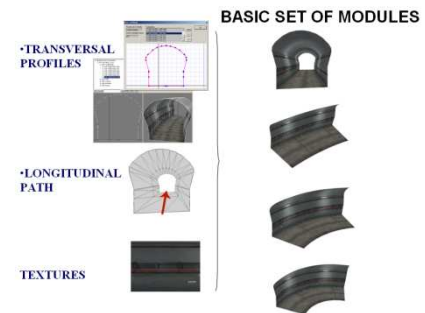 BASIC SET OF MODULES
•TRANSVERSAL
PROFILES
•LONGITUDINAL
PATH
TEXTURES